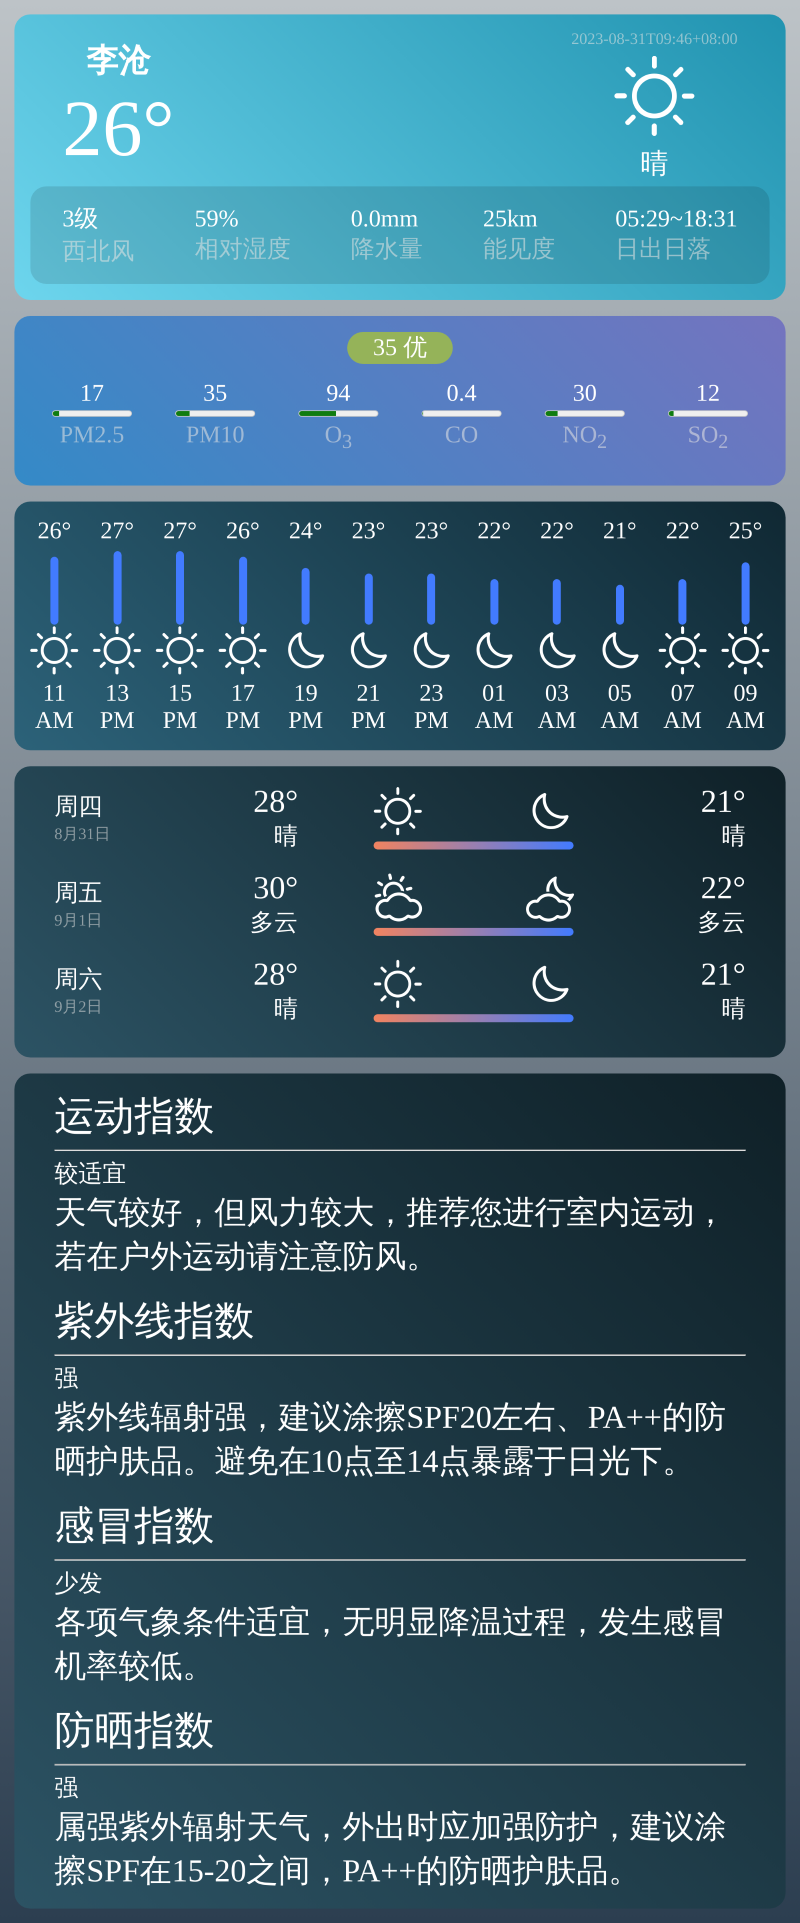 李沧
2023-08-31T09:46+08:00
26°
晴
3级 59% 0.0mm 25km 05:29~18:31
西北风 相对湿度 降水量 能见度 日出日落
35 优
17 35 94 0.4 30 12
PM2.5 PM10 O3 CO NO2 SO2
26° 27° 27° 26° 24° 23° 23° 22° 22° 21° 22° 25°
11 13 15 17 19 21 23 01 03 05 07 09
AM PM PM PM PM PM PM AM AM AM AM AM
周四 28° 21°
8月31日 晴 晴
周五 30° 22°
9月1日 多云 多云
周六 28° 21°
9月2日 晴 晴
运动指数
较适宜
天气较好，但风力较大，推荐您进行室内运动，
若在户外运动请注意防风。
紫外线指数
强
紫外线辐射强，建议涂擦SPF20左右、PA++的防
晒护肤品。避免在10点至14点暴露于日光下。
感冒指数
少发
各项气象条件适宜，无明显降温过程，发生感冒
机率较低。
防晒指数
强
属强紫外辐射天气，外出时应加强防护，建议涂
擦SPF在15-20之间，PA++的防晒护肤品。